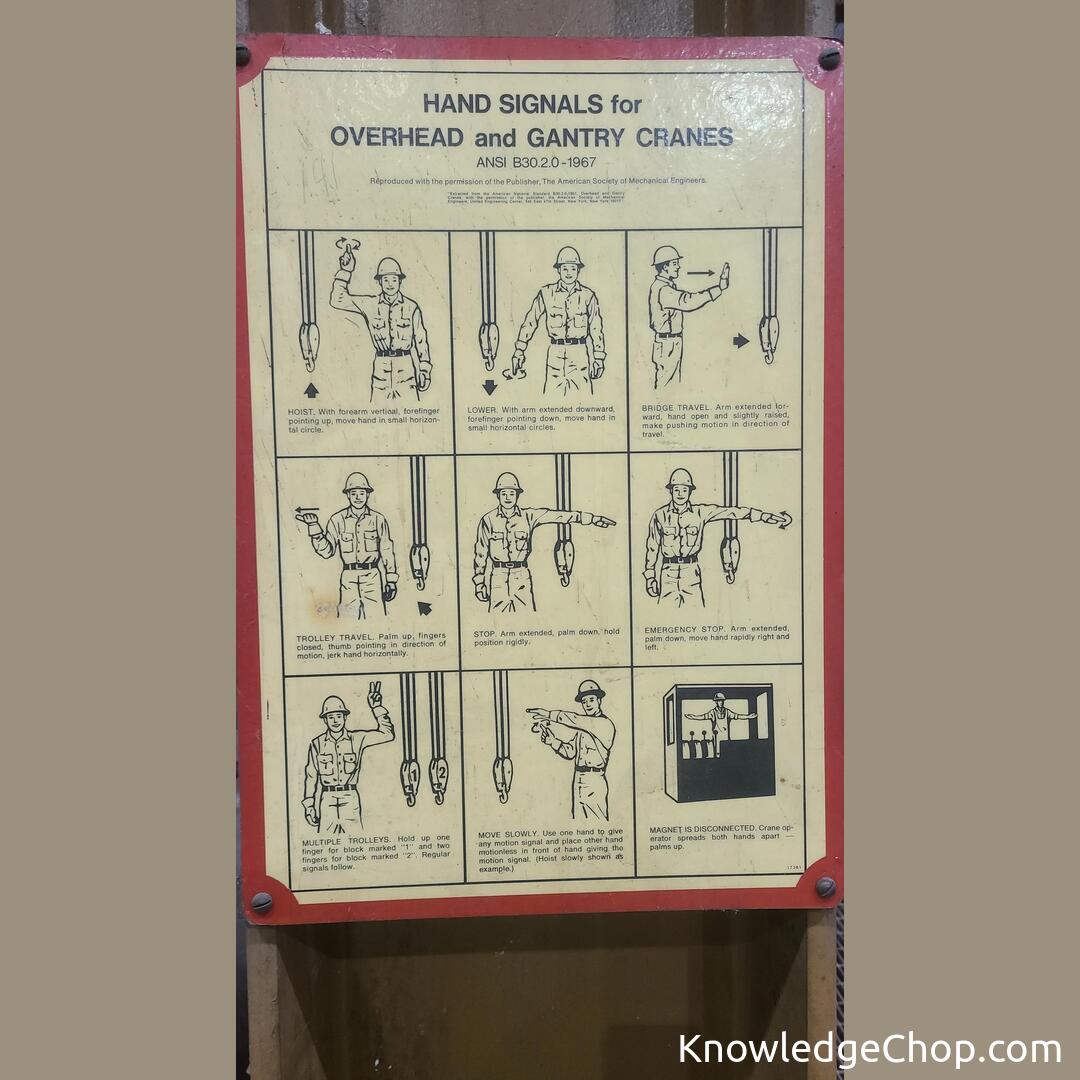 HAND SIGNALS for
OVERHEAD and GANTRY CRANES
ANSI B30.2.0-1967
Reproduced with the permission of the Publisher, The American Society of Mechanical Engineers.
HOIST. With forearm vertical, forefinger
pointing up, move hand in small horizon-
tal circle.
LOWER. With arm extended downward,
forefinger pointing down, move hand in
small horizontal circles.
BRIDGE TRAVEL. Arm extended for-
ward, hand open and slightly raised,
make pushing motion in direction of
travel.
TROLLEY TRAVEL. Palm up, fingers
closed, thumb pointing in direction of
motion, jerk hand horizontally.
STOP. Arm extended, palm down, hold
position rigidly.
EMERGENCY STOP. Arm extended,
palm down, move hand rapidly right and
left.
1 2
MULTIPLE TROLLEYS. Hold up one
finger for block marked "1" and two
fingers for block marked "2". Regular
signals follow.
MOVE SLOWLY. Use one hand to give
any motion signal and place other hand
motionless in front of hand giving the
motion signal. (Hoist slowly shown as
example.)
MAGNET IS DISCONNECTED. Crane op-
erator spreads both hands apart —
palms up.
KnowledgeChop.com